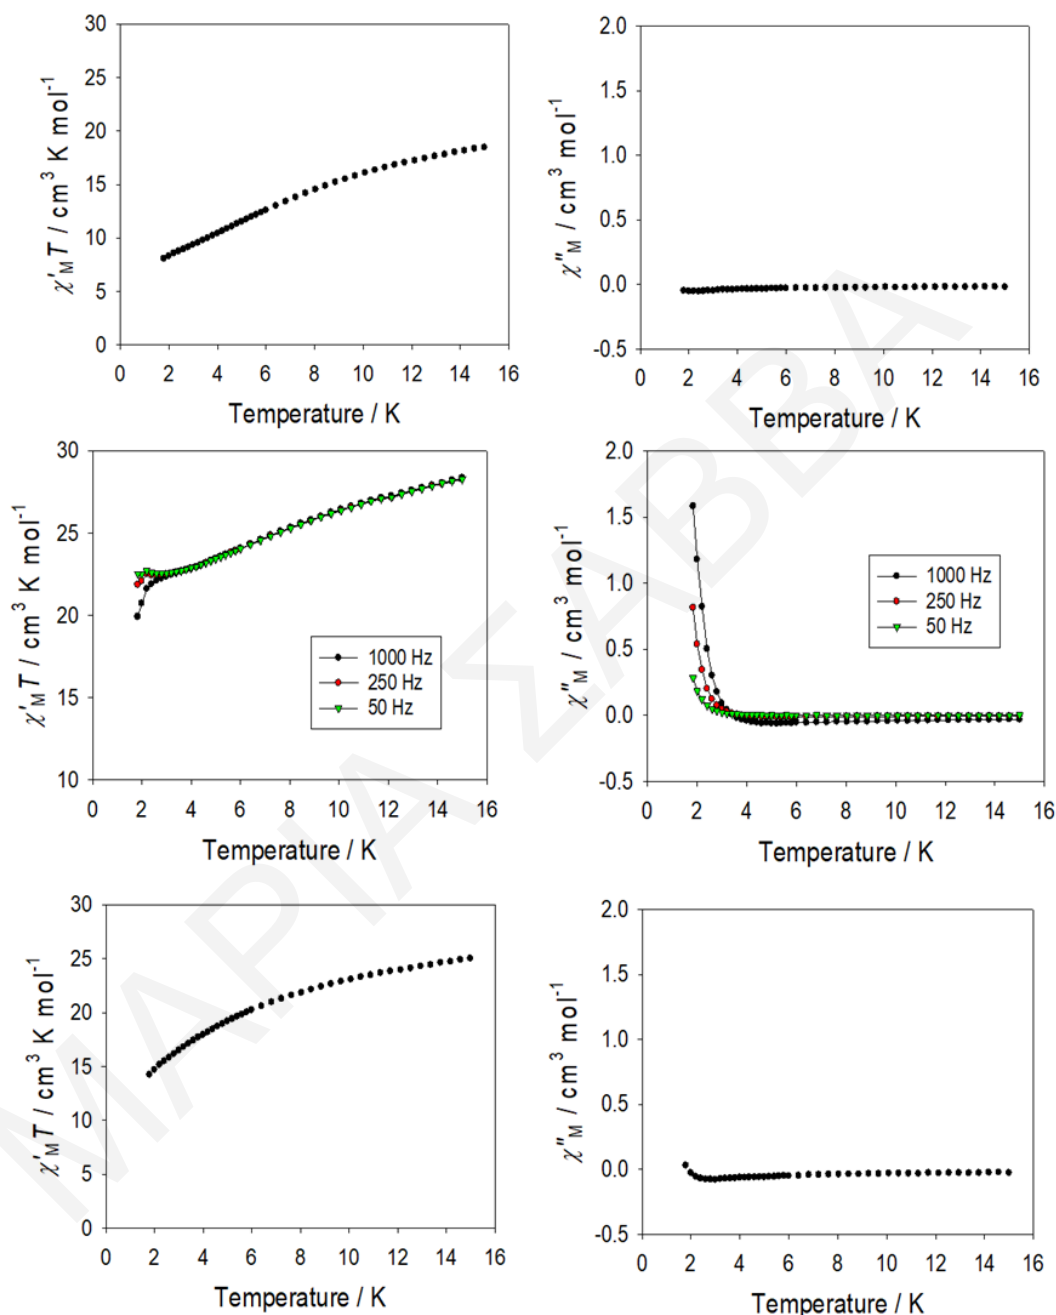 30
25
20
15
10
5
0
χ'M T / cm3 K mol-1
0 2 4 6 8 10 12 14 16
Temperature / K
2.0
1.5
1.0
0.5
0.0
-0.5
χ"M / cm3 mol-1
0 2 4 6 8 10 12 14 16
Temperature / K
30
25
20
15
10
χ'M T / cm3 K mol-1
1000 Hz
250 Hz
50 Hz
0 2 4 6 8 10 12 14 16
Temperature / K
2.0
1.5
1.0
0.5
0.0
-0.5
χ"M / cm3 mol-1
1000 Hz
250 Hz
50 Hz
0 2 4 6 8 10 12 14 16
Temperature / K
30
25
20
15
10
5
0
χ'M T / cm3 K mol-1
0 2 4 6 8 10 12 14 16
Temperature / K
2.0
1.5
1.0
0.5
0.0
-0.5
χ"M / cm3 mol-1
0 2 4 6 8 10 12 14 16
Temperature / K
ΜΑΡΙΑ ΣΑΒΒΑ